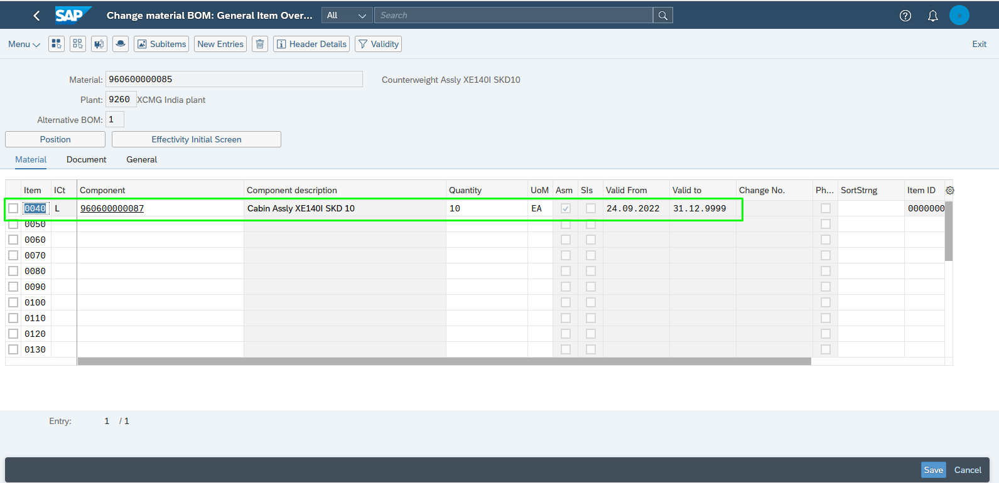 SAP Change material BOM: General Item Over... All Search
Menu Subitems New Entries Header Details Validity Exit
Material: 960600000085 Counterweight Assly XE140I SKD10
Plant: 9260 XCMG India plant
Alternative BOM: 1
Position Effectivity Initial Screen
Material Document General
Item ICt Component Component description Quantity UoM Asm SIs Valid From Valid to Change No. Ph... SortStrng Item ID
0040 L 960600000087 Cabin Assly XE140I SKD 10 10 EA 24.09.2022 31.12.9999 0000000
0050
0060
0070
0080
0090
0100
0110
0120
0130
Entry: 1 / 1
Save Cancel